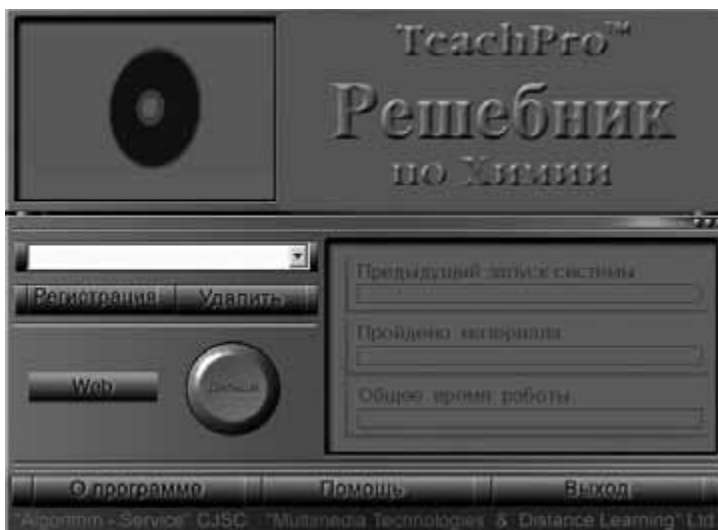 TeachPro™
Решебник
по Химии
Предыдущий запуск системы
Регистрация
Удалить
Пройдено материала
Web
Дальше
Общее время работы
О программе
Помощь
Выход
"Algorithm - Service" CJSC "Multimedia Technologies & Distance Learning" Ltd